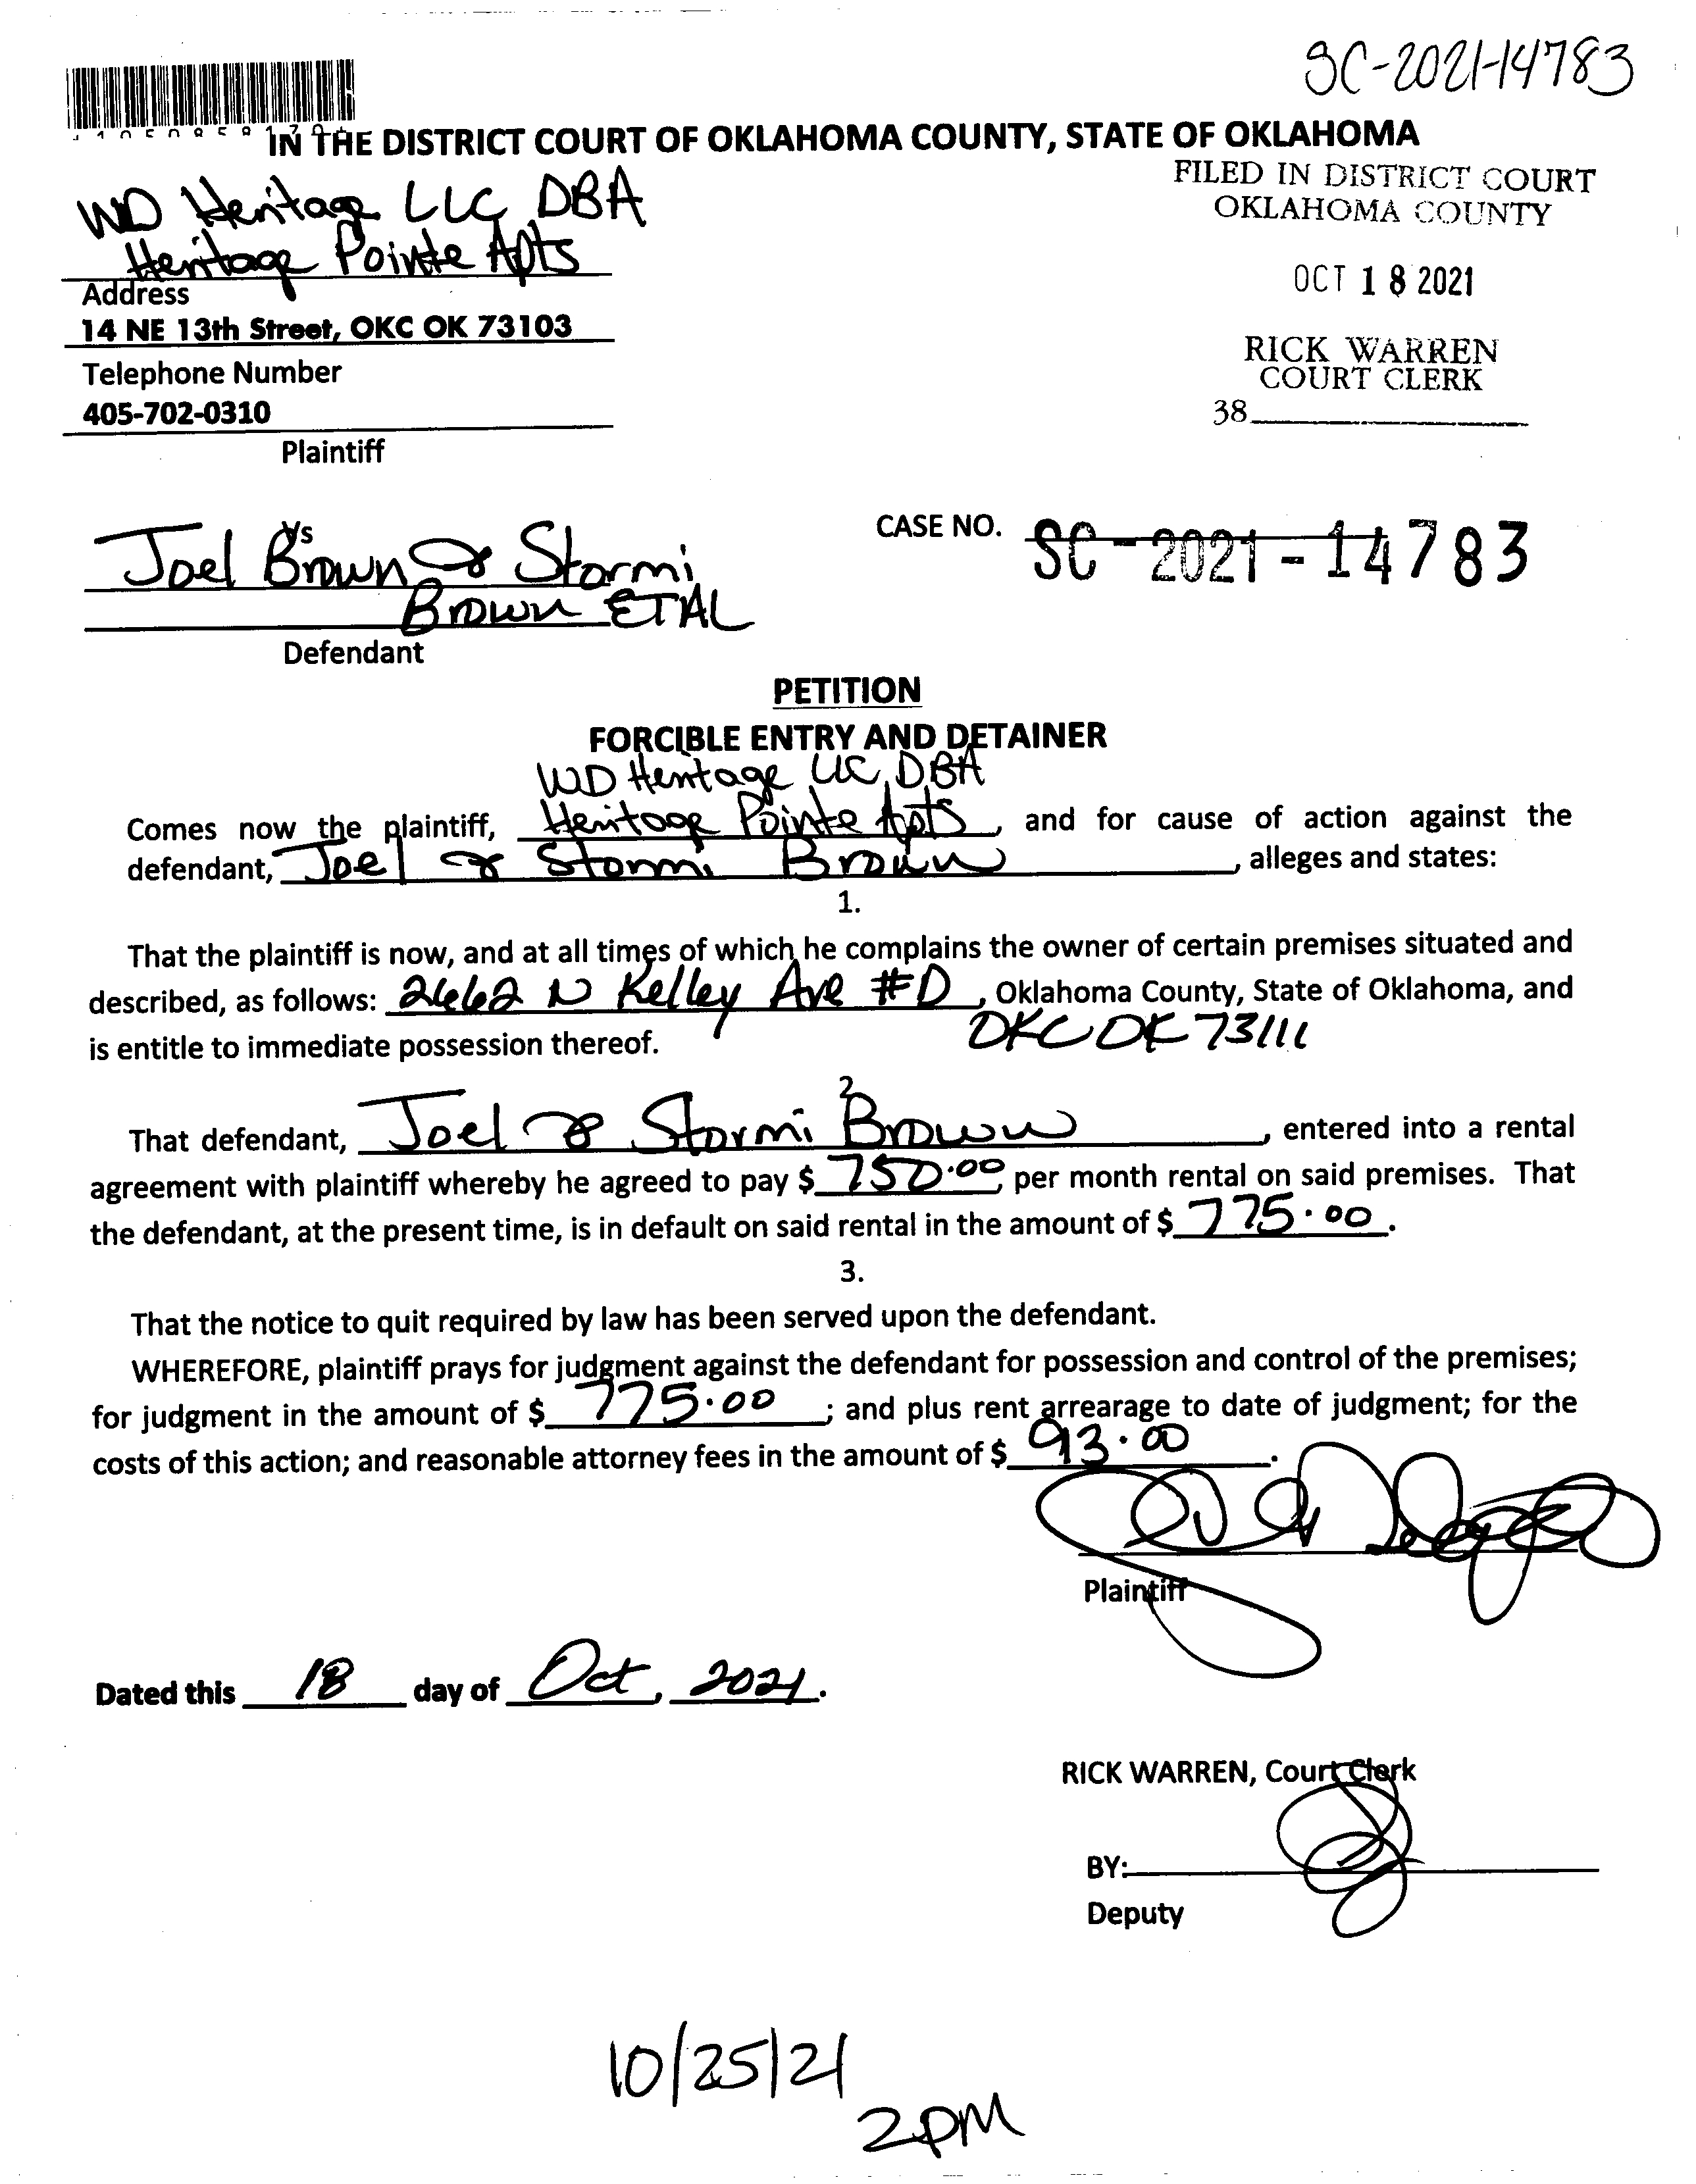 SC-2021-14783
IN THE DISTRICT COURT OF OKLAHOMA COUNTY, STATE OF OKLAHOMA
FILED IN DISTRICT COURT
OKLAHOMA COUNTY
OCT 18 2021
RICK WARREN
COURT CLERK
38
WD Heritage LLC DBA
Heritage Pointe Apts
Address
14 NE 13th Street, OKC OK 73103
Telephone Number
405-702-0310
Plaintiff
Vs
Joel Brown & Stormi
Brown ETAL
Defendant
CASE NO. SC-2021-14783
PETITION
FORCIBLE ENTRY AND DETAINER
WD Heritage LLC, DBA
Comes now the plaintiff, Heritage Pointe Apts, and for cause of action against the
defendant, Joel & Stormi Brown, alleges and states:
1.
That the plaintiff is now, and at all times of which he complains the owner of certain premises situated and
described, as follows: 2662 N Kelley Ave #D, Oklahoma County, State of Oklahoma, and
OKC OK 73111
is entitle to immediate possession thereof.
2
That defendant, Joel & Stormi Brown, entered into a rental
agreement with plaintiff whereby he agreed to pay $ 750.00 per month rental on said premises. That
the defendant, at the present time, is in default on said rental in the amount of $ 775.00.
3.
That the notice to quit required by law has been served upon the defendant.
WHEREFORE, plaintiff prays for judgment against the defendant for possession and control of the premises;
for judgment in the amount of $ 775.00; and plus rent arrearage to date of judgment; for the
costs of this action; and reasonable attorney fees in the amount of $ 93.00.
Plaintiff
Dated this 18 day of Oct, 2021.
RICK WARREN, Court Clerk
BY:
Deputy
10/25/21
2PM